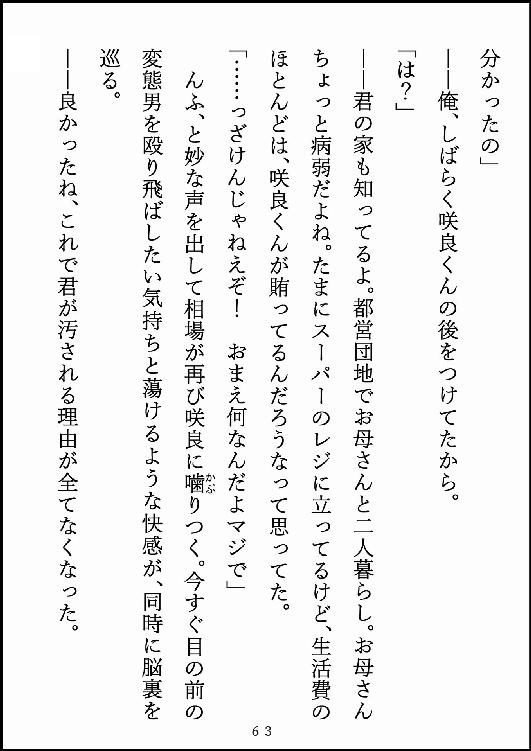 分かったの」
――俺、しばらく咲良くんの後をつけてたから。
「は？」
――君の家も知ってるよ。都営団地でお母さんと二人暮らし。お母さん
ちょっと病弱だよね。たまにスーパーのレジに立ってるけど、生活費の
ほとんどは、咲良くんが賄ってるんだろうなって思ってた。
「……っざけんじゃねえぞ！　おまえ何なんだよマジで」
　んふ、と妙な声を出して相場が再び咲良に噛りつく。今すぐ目の前の
かぶ
変態男を殴り飛ばしたい気持ちと蕩けるような快感が、同時に脳裏を
巡る。
――良かったね、これで君が汚される理由が全てなくなった。
63